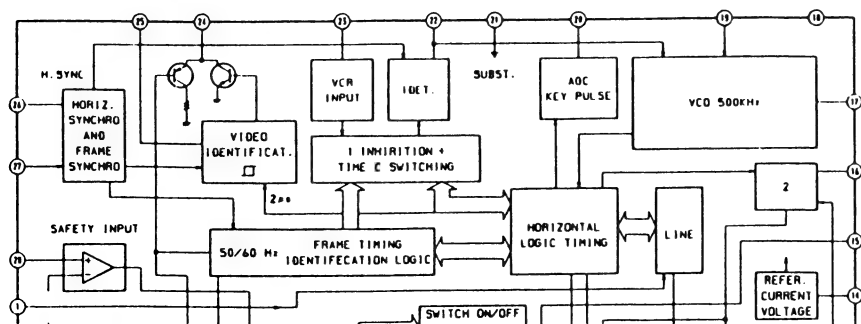 25
24
23
22
21
20
19
18
H. SYNC
SUBST.
26
HORIZ.
SYNCHRO
AND
FRAME
SYNCHRO
VCR
INPUT
ΙDET.
AOC
KEY PULSE
VCO 500KHz
17
27
VIDEO
IDENTIFICAT.
1 INHIRITION +
TIME C SWITCHING
16
2
2µs
SAFETY INPUT
50/60 Hz
FRAME TIMING
IDENTIFECATION LOGIC
HORIZONTAL
LOGIC TIMING
LINE
15
28
+
-
REFER.
CURRENT
VOLTAGE
14
1
SWITCH ON/OFF